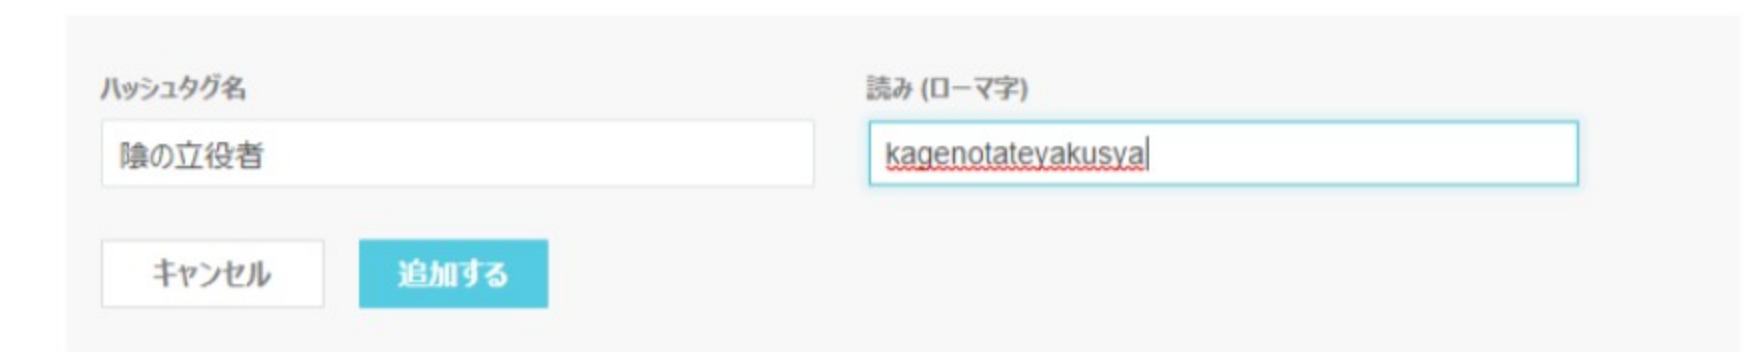 ハッシュタグ名
読み (ローマ字)
陰の立役者
kagenotateyakusya
キャンセル
追加する